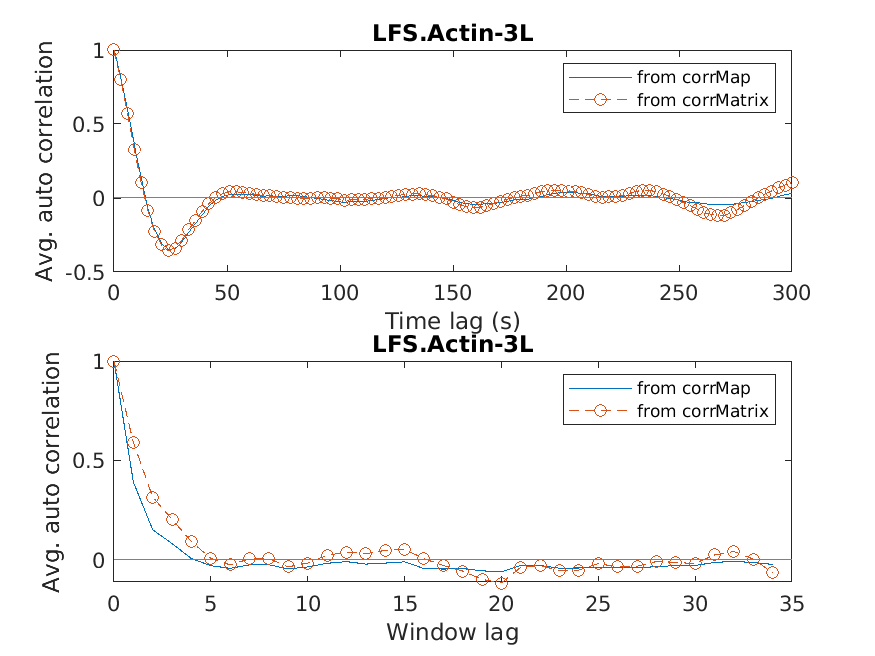 LFS.Actin-3L
Avg. auto correlation
1
0.5
0
-0.5
from corrMap
from corrMatrix
0 50 100 150 200 250 300
Time lag (s)
LFS.Actin-3L
Avg. auto correlation
1
0.5
0
from corrMap
from corrMatrix
0 5 10 15 20 25 30 35
Window lag